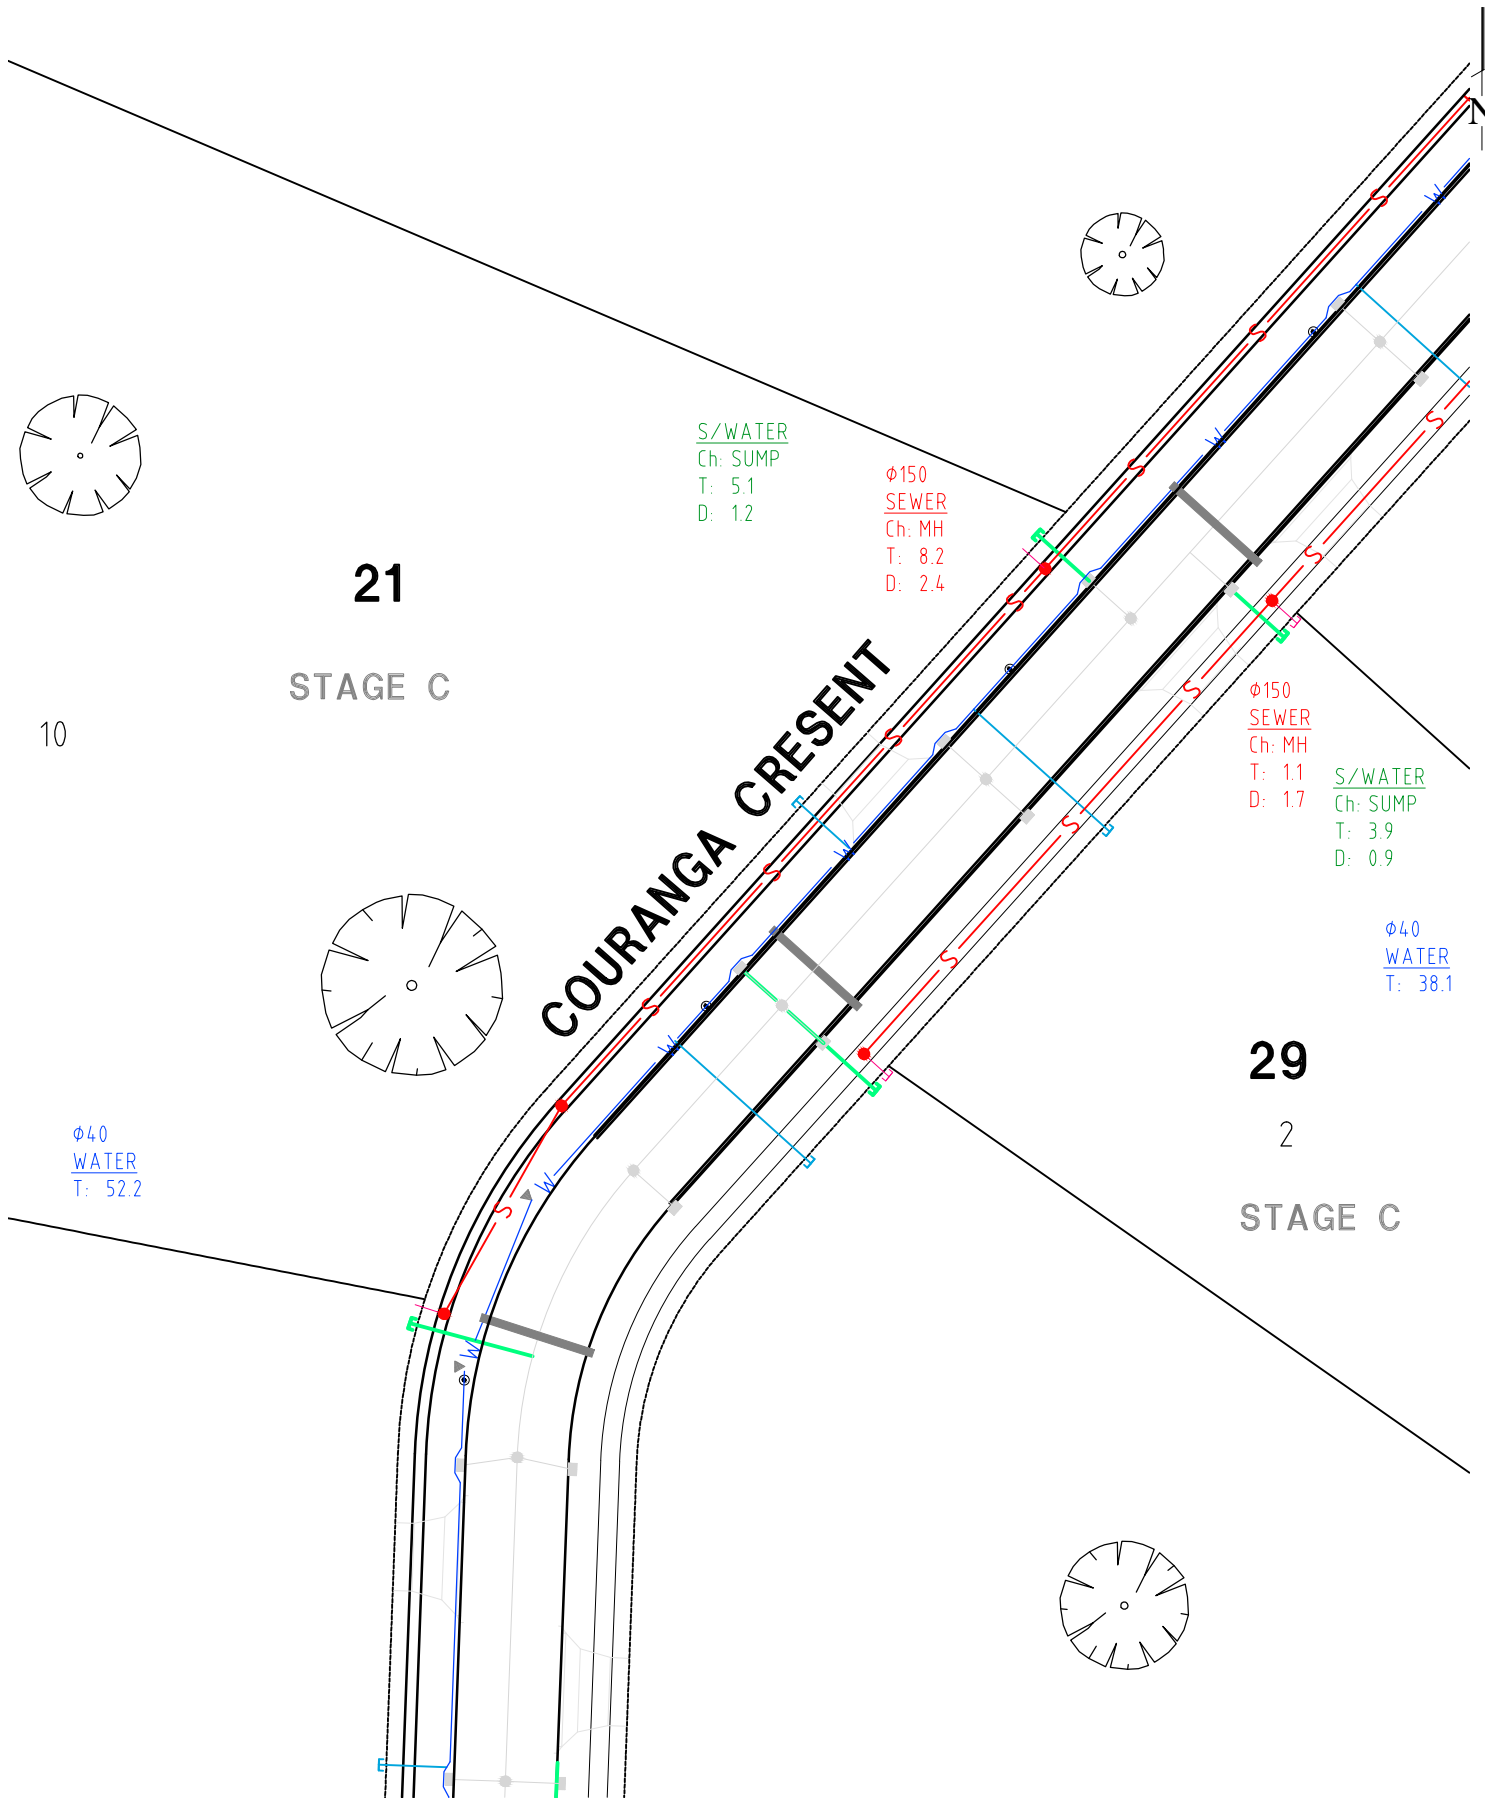 N
S
W
S
S
W
S/WATER
Ch: SUMP
T: 5.1
D: 1.2
Φ150
SEWER
Ch: MH
T: 8.2
D: 2.4
S
S
21
STAGE C
10
S
S
Φ150
SEWER
Ch: MH
T: 1.1
D: 1.7
S/WATER
Ch: SUMP
T: 3.9
D: 0.9
COURANGA CRESENT
S
S
W
S
S
Φ40
WATER
T: 38.1
S
W
29
2
STAGE C
Φ40
WATER
T: 52.2
W
S
W